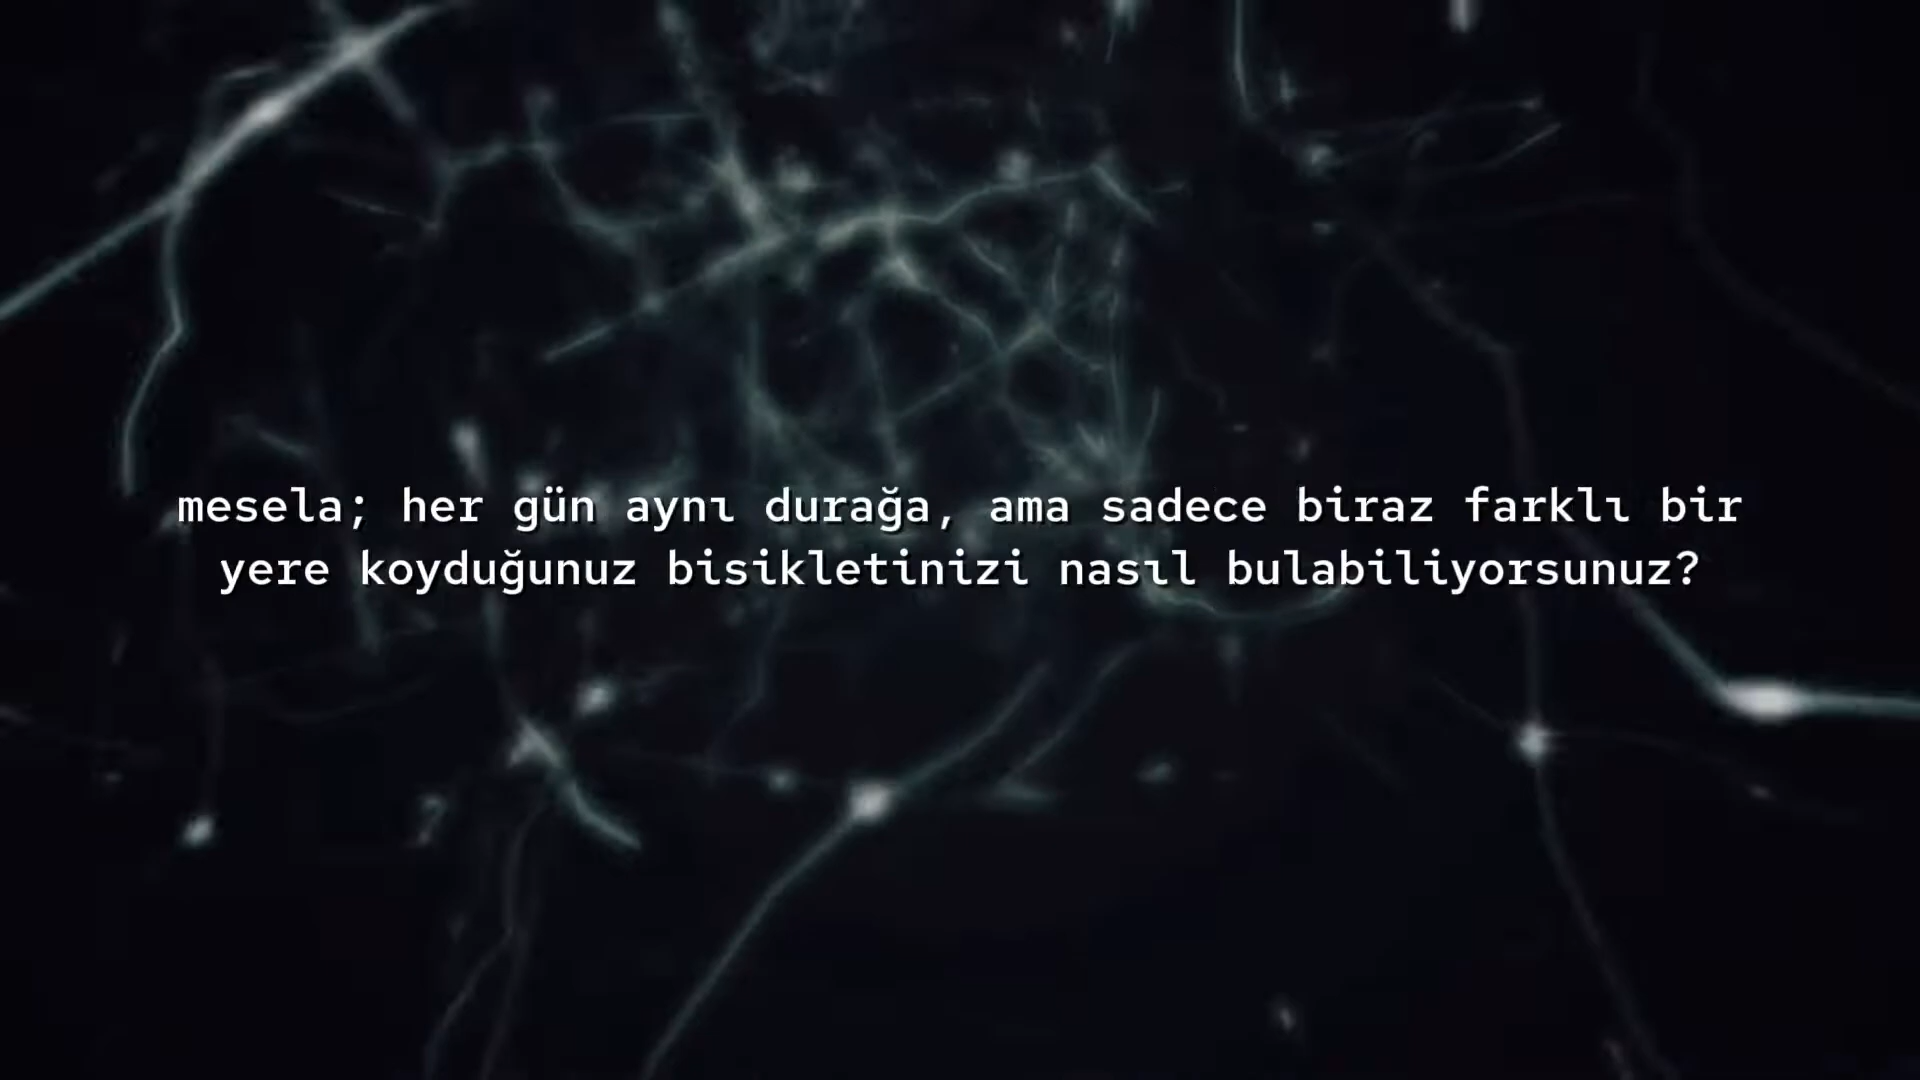 mesela; her gün aynı durağa, ama sadece biraz farklı bir
yere koyduğunuz bisikletinizi nasıl bulabiliyorsunuz?